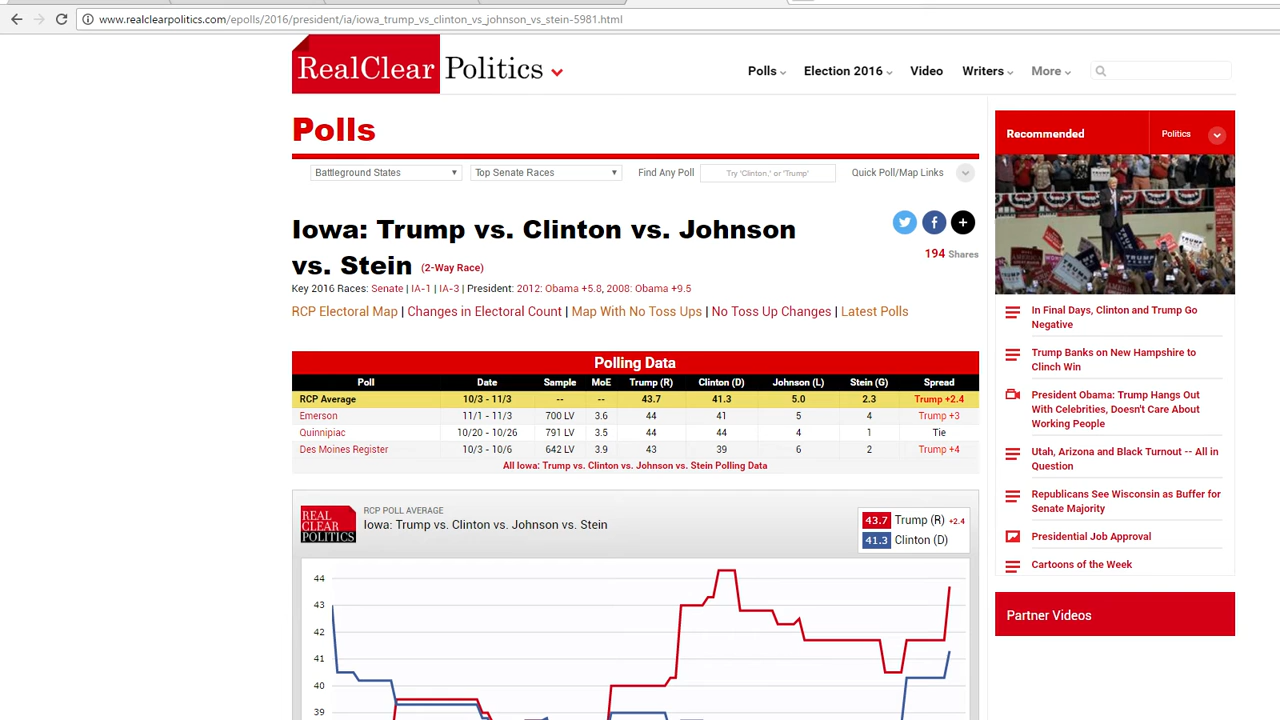 www.realclearpolitics.com/epolls/2016/president/ia/iowa_trump_vs_clinton_vs_johnson_vs_stein-5981.html
RealClear Politics
Polls Election 2016 Video Writers More
Polls
Battleground States Top Senate Races Find Any Poll Try 'Clinton,' or 'Trump' Quick Poll/Map Links
Iowa: Trump vs. Clinton vs. Johnson
vs. Stein (2-Way Race)
194 Shares
Key 2016 Races: Senate | IA-1 | IA-3 | President: 2012: Obama +5.8, 2008: Obama +9.5
RCP Electoral Map | Changes in Electoral Count | Map With No Toss Ups | No Toss Up Changes | Latest Polls
Polling Data
Poll Date Sample MoE Trump (R) Clinton (D) Johnson (L) Stein (G) Spread
RCP Average 10/3 - 11/3 -- -- 43.7 41.3 5.0 2.3 Trump +2.4
Emerson 11/1 - 11/3 700 LV 3.6 44 41 5 4 Trump +3
Quinnipiac 10/20 - 10/26 791 LV 3.5 44 44 4 1 Tie
Des Moines Register 10/3 - 10/6 642 LV 3.9 43 39 6 2 Trump +4
All Iowa: Trump vs. Clinton vs. Johnson vs. Stein Polling Data
REAL
CLEAR
POLITICS
RCP POLL AVERAGE
Iowa: Trump vs. Clinton vs. Johnson vs. Stein
43.7 Trump (R) +2.4
41.3 Clinton (D)
44
43
42
41
40
39
Recommended Politics
In Final Days, Clinton and Trump Go
Negative
Trump Banks on New Hampshire to
Clinch Win
President Obama: Trump Hangs Out
With Celebrities, Doesn't Care About
Working People
Utah, Arizona and Black Turnout -- All in
Question
Republicans See Wisconsin as Buffer for
Senate Majority
Presidential Job Approval
Cartoons of the Week
Partner Videos